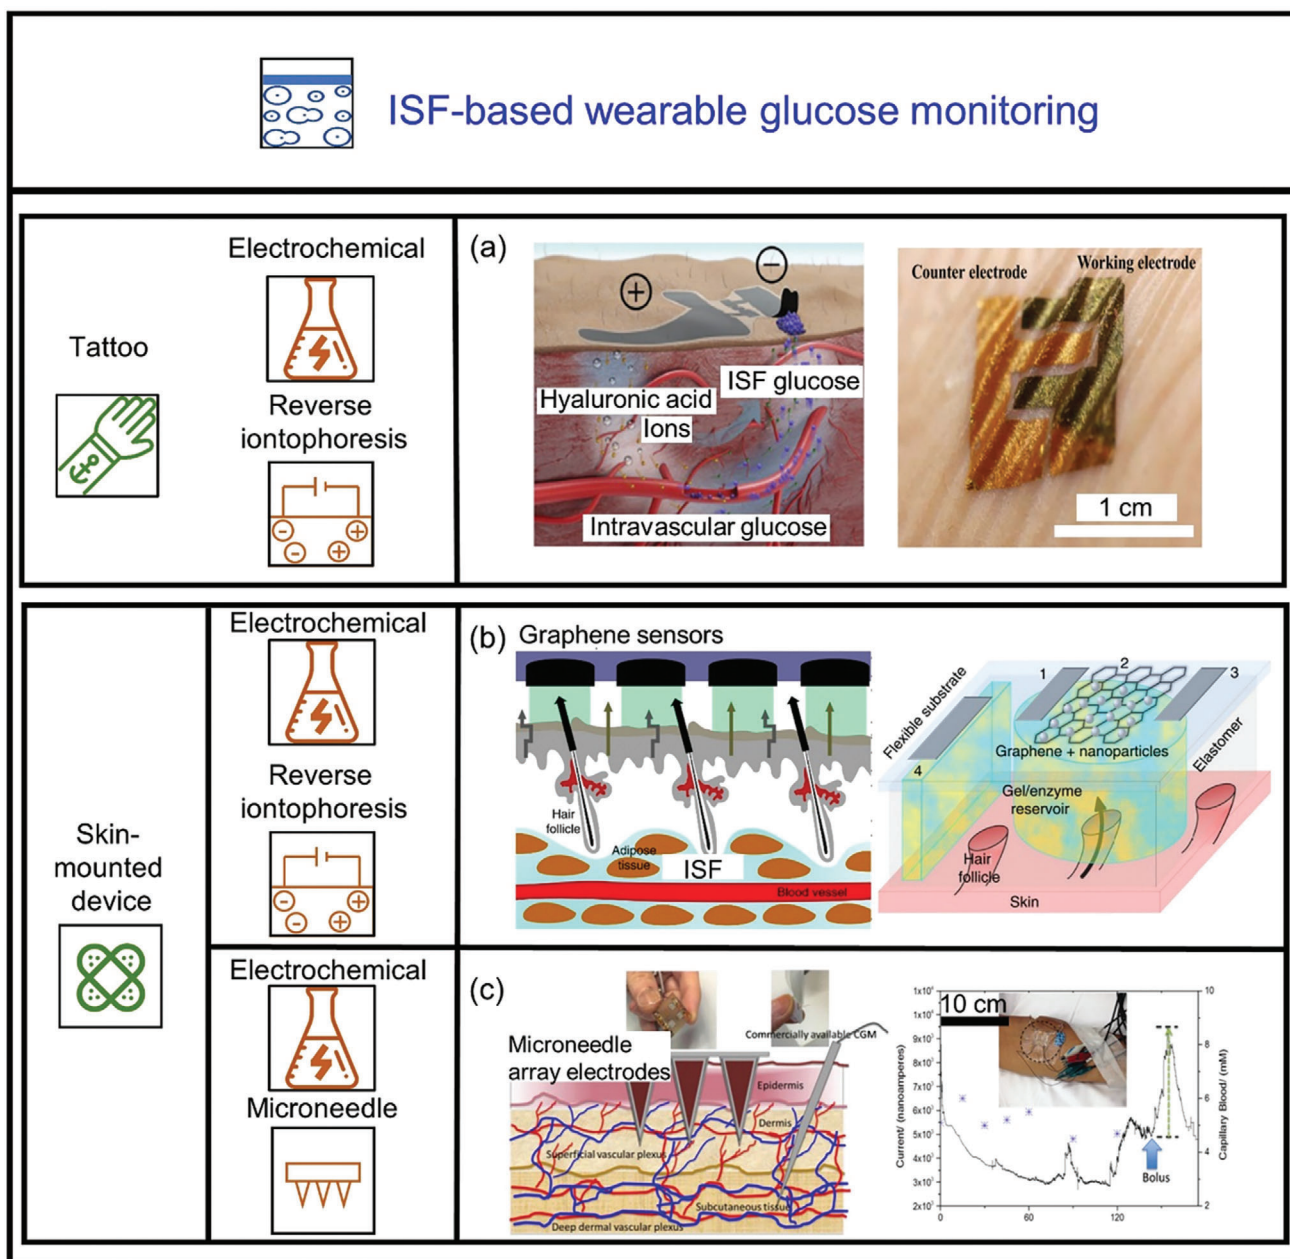 ISF-based wearable glucose monitoring
Tattoo
Electrochemical
Reverse
iontophoresis
(a)
Hyaluronic acid
Ions
ISF glucose
Intravascular glucose
Counter electrode
Working electrode
1 cm
Skin-
mounted
device
Electrochemical
Reverse
iontophoresis
(b)
Graphene sensors
Hair
follicle
Adipose
tissue
ISF
Blood vessel
Flexible substrate
1
2
3
4
Graphene + nanoparticles
Elastomer
Gel/enzyme
reservoir
Hair
follicle
Skin
Electrochemical
Microneedle
(c)
Microneedle
array electrodes
Commercially available CGM
Epidermis
Dermis
Superficial vascular plexus
Subcutaneous tissue
Deep dermal vascular plexus
10 cm
Current/ (nanoamperes)
Capillary Blood/ (mM)
10
8
6
4
2
0
60
120
Bolus